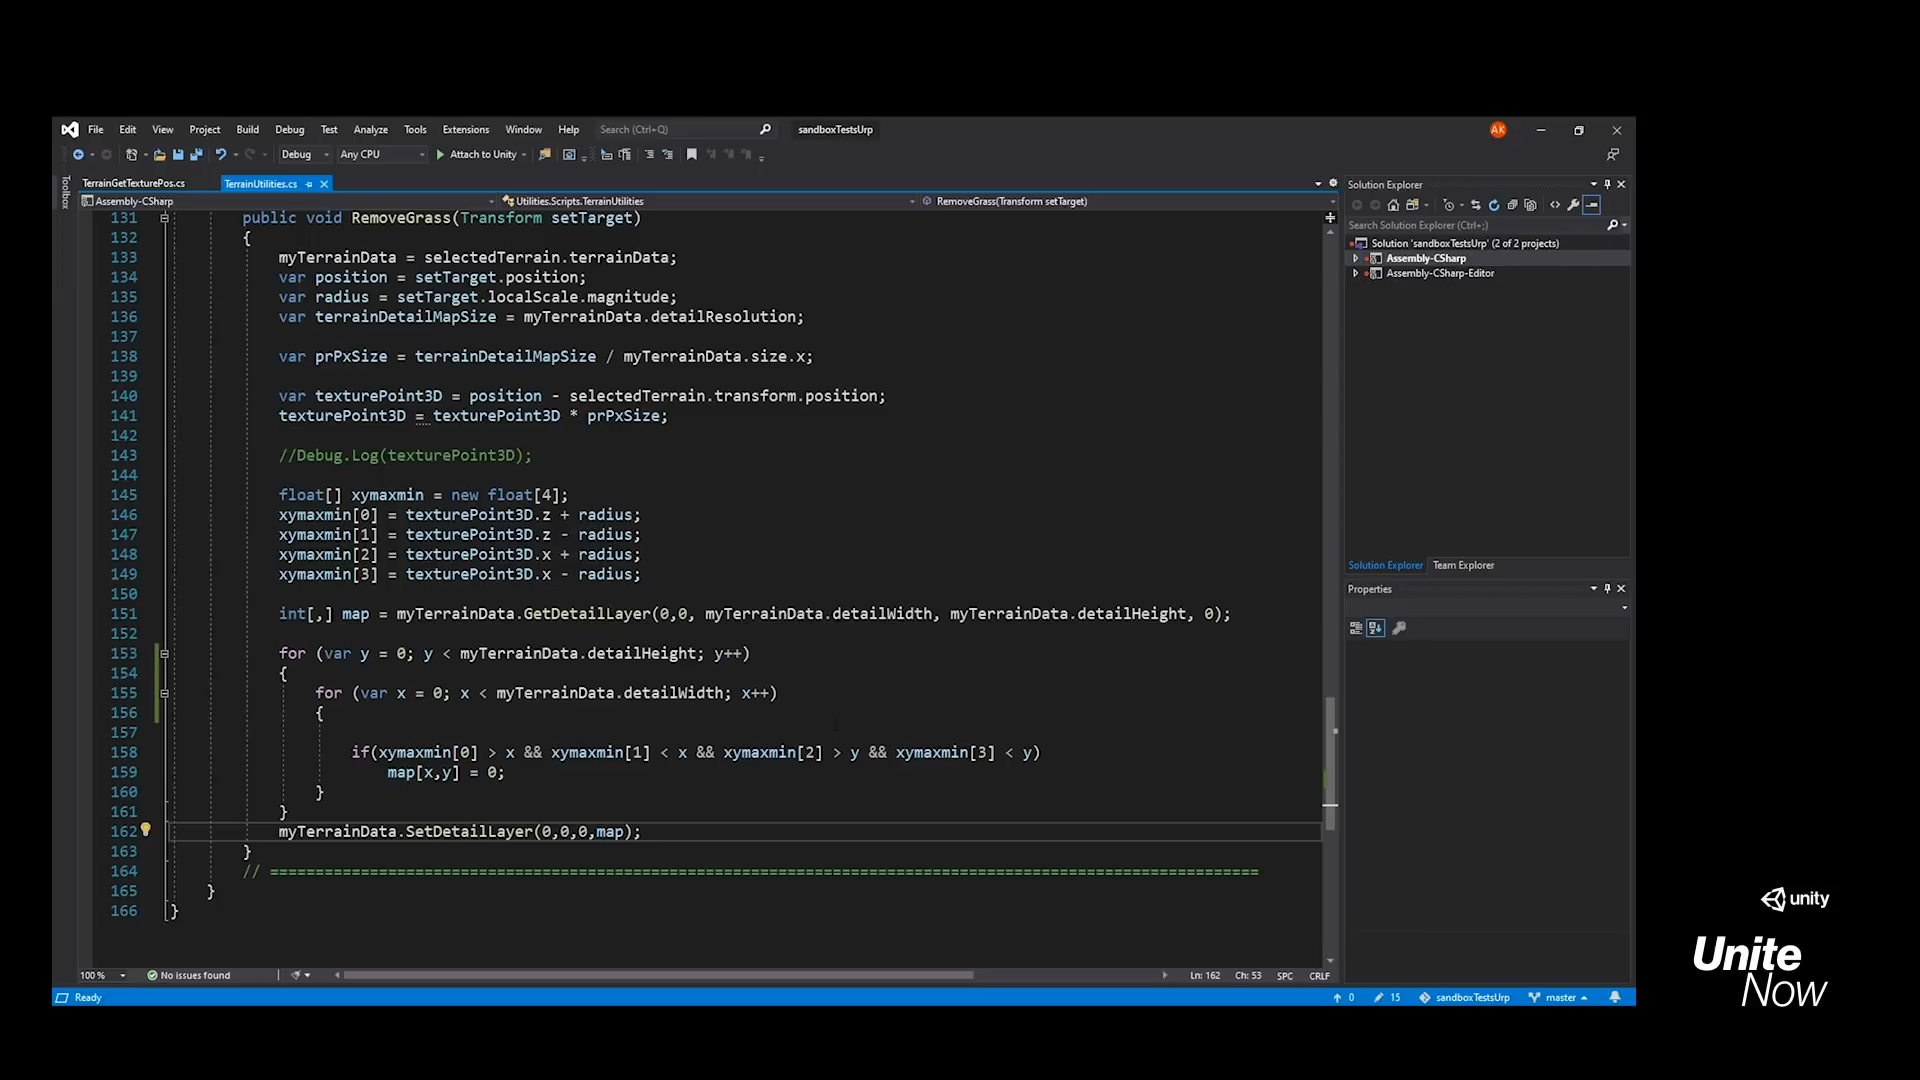 File Edit View Project Build Debug Test Analyze Tools Extensions Window Help Search (Ctrl+Q) sandboxTestsUrp AK
Debug Any CPU Attach to Unity
Toolbox
TerrainGetTexturePos.cs TerrainUtilities.cs
Assembly-CSharp Utilities.Scripts.TerrainUtilities RemoveGrass(Transform setTarget)
131 public void RemoveGrass(Transform setTarget)
132 {
133 myTerrainData = selectedTerrain.terrainData;
134 var position = setTarget.position;
135 var radius = setTarget.localScale.magnitude;
136 var terrainDetailMapSize = myTerrainData.detailResolution;
137
138 var prPxSize = terrainDetailMapSize / myTerrainData.size.x;
139
140 var texturePoint3D = position - selectedTerrain.transform.position;
141 texturePoint3D = texturePoint3D * prPxSize;
142
143 //Debug.Log(texturePoint3D);
144
145 float[] xymaxmin = new float[4];
146 xymaxmin[0] = texturePoint3D.z + radius;
147 xymaxmin[1] = texturePoint3D.z - radius;
148 xymaxmin[2] = texturePoint3D.x + radius;
149 xymaxmin[3] = texturePoint3D.x - radius;
150
151 int[,] map = myTerrainData.GetDetailLayer(0,0, myTerrainData.detailWidth, myTerrainData.detailHeight, 0);
152
153 for (var y = 0; y < myTerrainData.detailHeight; y++)
154 {
155 for (var x = 0; x < myTerrainData.detailWidth; x++)
156 {
157
158 if(xymaxmin[0] > x && xymaxmin[1] < x && xymaxmin[2] > y && xymaxmin[3] < y)
159 map[x,y] = 0;
160 }
161 }
162 myTerrainData.SetDetailLayer(0,0,0,map);
163 }
164 // ==============================================================================================================
165 }
166 }
100 % No issues found Ln: 162 Ch: 53 SPC CRLF
Ready 0 15 sandboxTestsUrp master
Solution Explorer
Search Solution Explorer (Ctrl+;)
Solution 'sandboxTestsUrp' (2 of 2 projects)
Assembly-CSharp
Assembly-CSharp-Editor
Solution Explorer Team Explorer
Properties
unity
Unite
Now